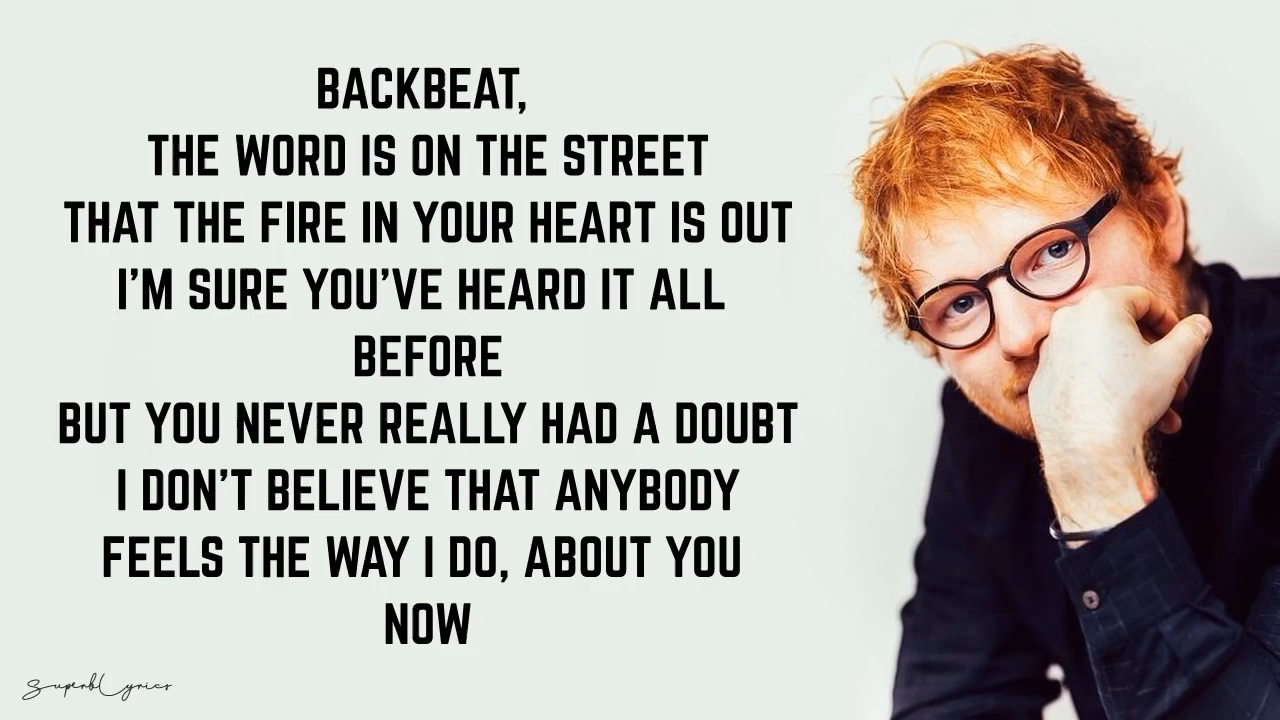 BACKBEAT,
THE WORD IS ON THE STREET
THAT THE FIRE IN YOUR HEART IS OUT
I'M SURE YOU'VE HEARD IT ALL
BEFORE
BUT YOU NEVER REALLY HAD A DOUBT
I DON'T BELIEVE THAT ANYBODY
FEELS THE WAY I DO, ABOUT YOU
NOW
SuperbLyrics